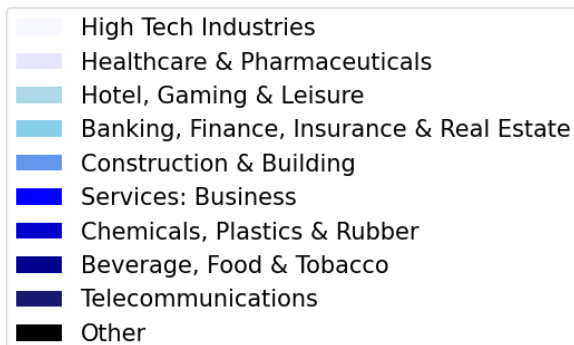 High Tech Industries
Healthcare & Pharmaceuticals
Hotel, Gaming & Leisure
Banking, Finance, Insurance & Real Estate
Construction & Building
Services: Business
Chemicals, Plastics & Rubber
Beverage, Food & Tobacco
Telecommunications
Other